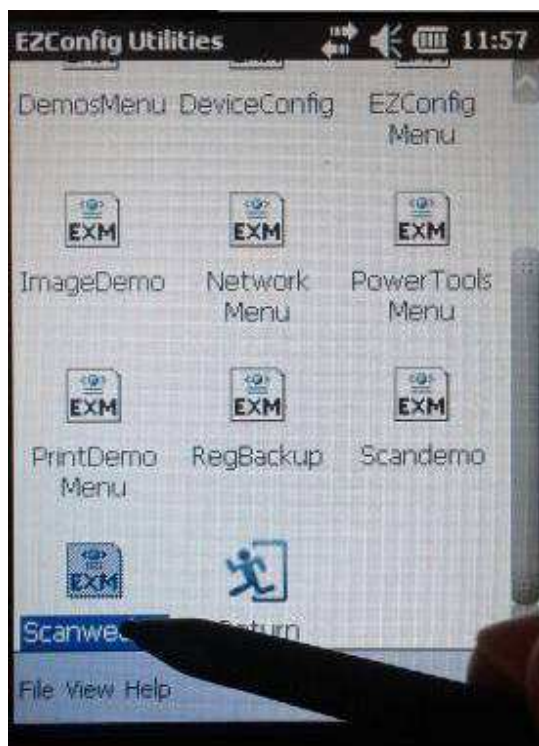 EZConfig Utilities 11:57
DemosMenu DeviceConfig EZConfig
Menu
EXM EXM EXM
ImageDemo Network PowerTools
Menu Menu
EXM EXM EXM
PrintDemo RegBackup Scandemo
Menu
EXM
File View Help